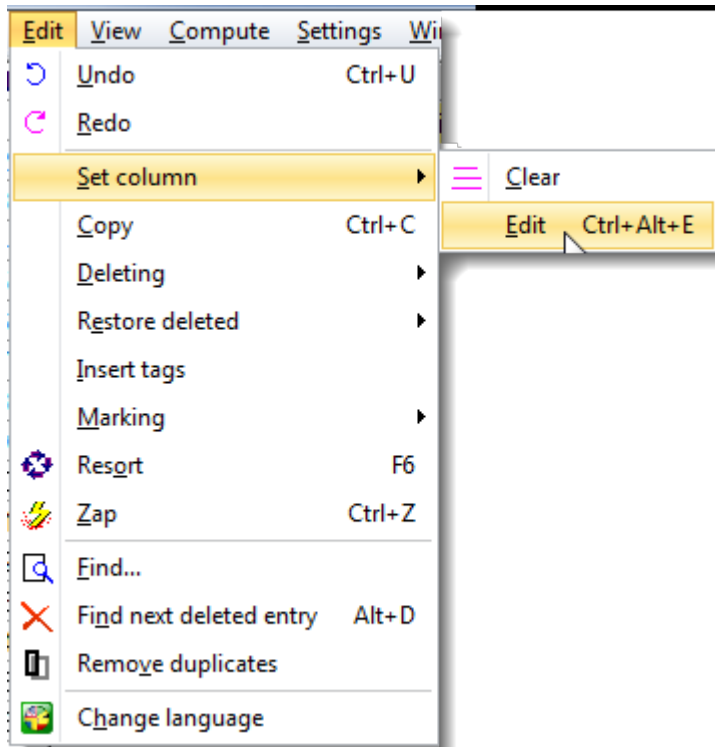 Edit View Compute Settings Wi
Undo Ctrl+U
Redo
Set column
Clear
Copy Ctrl+C
Edit Ctrl+Alt+E
Deleting
Restore deleted
Insert tags
Marking
Resort F6
Zap Ctrl+Z
Find...
Find next deleted entry Alt+D
Remove duplicates
Change language